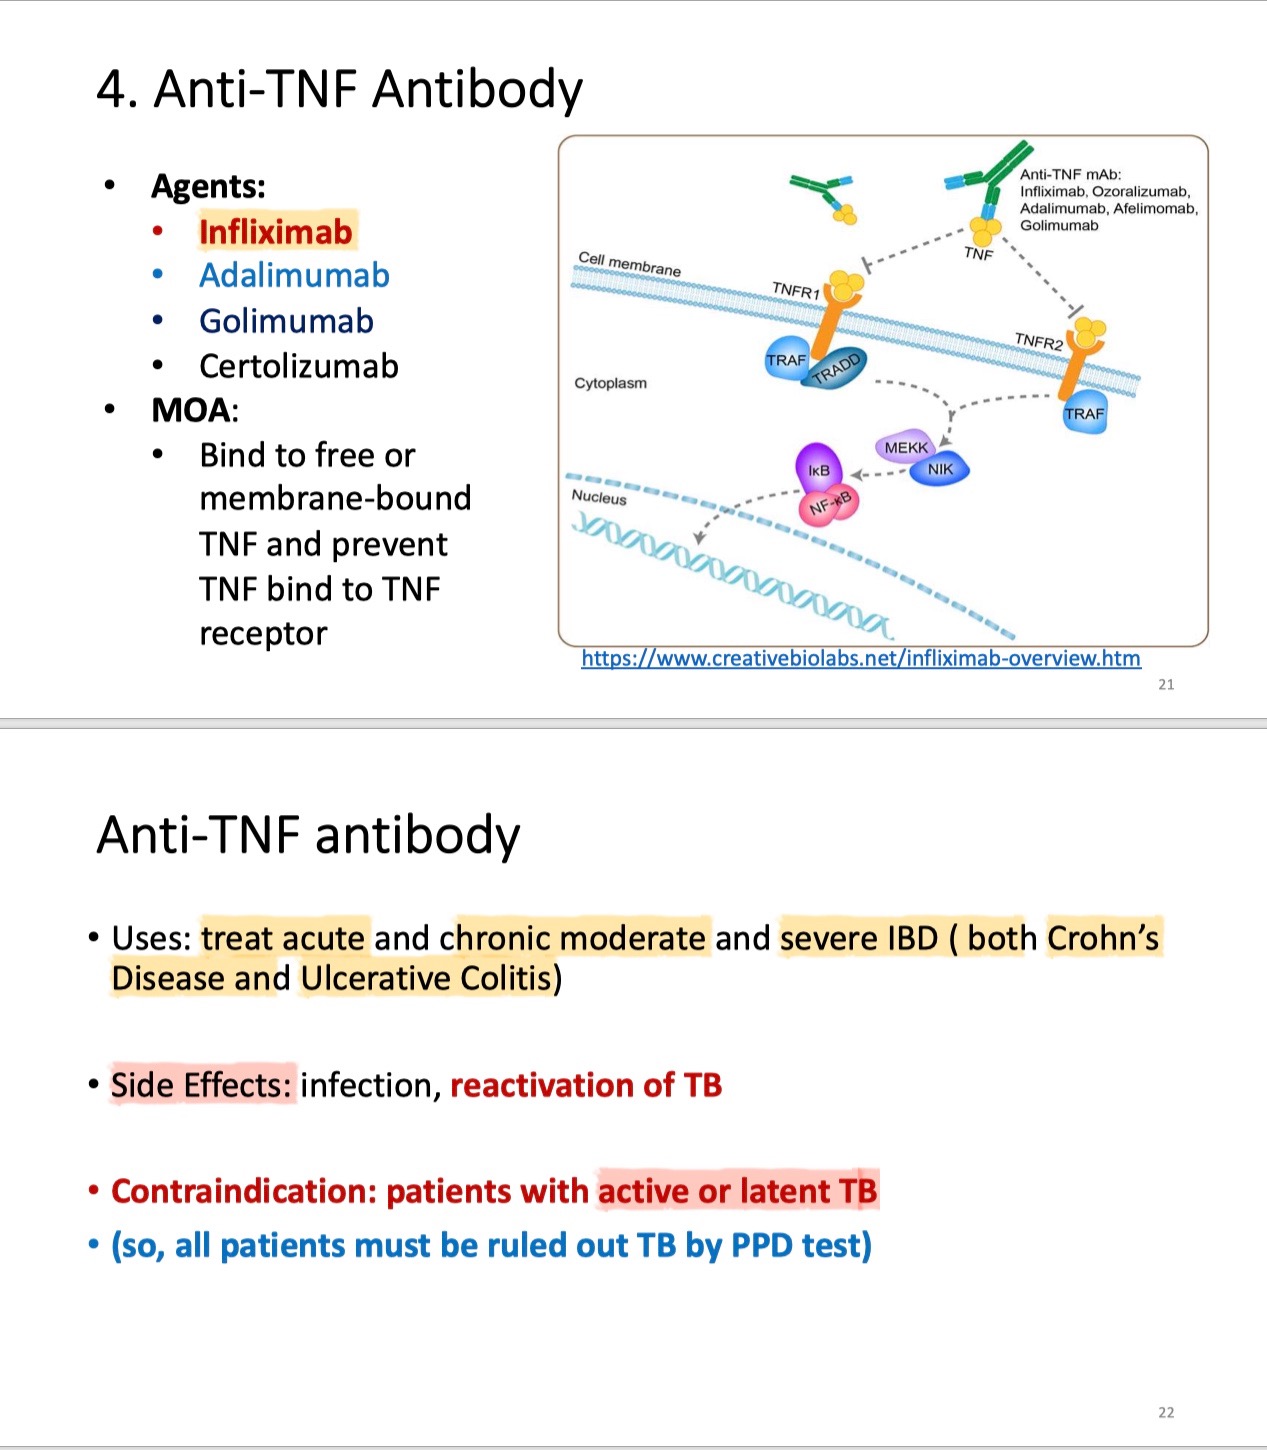 4. Anti-TNF Antibody
• Agents:
• Infliximab
• Adalimumab
• Golimumab
• Certolizumab
• MOA:
• Bind to free or
membrane-bound
TNF and prevent
TNF bind to TNF
receptor
Anti-TNF mAb:
Infliximab, Ozoralizumab,
Adalimumab, Afelimomab,
Golimumab
TNF
Cell membrane
TNFR1
TNFR2
TRAF
TRADD
Cytoplasm
TRAF
MEKK
NIK
IκB
NF-κB
Nucleus
https://www.creativebiolabs.net/infliximab-overview.htm
21
Anti-TNF antibody
• Uses: treat acute and chronic moderate and severe IBD ( both Crohn’s
Disease and Ulcerative Colitis)
• Side Effects: infection, reactivation of TB
• Contraindication: patients with active or latent TB
• (so, all patients must be ruled out TB by PPD test)
22